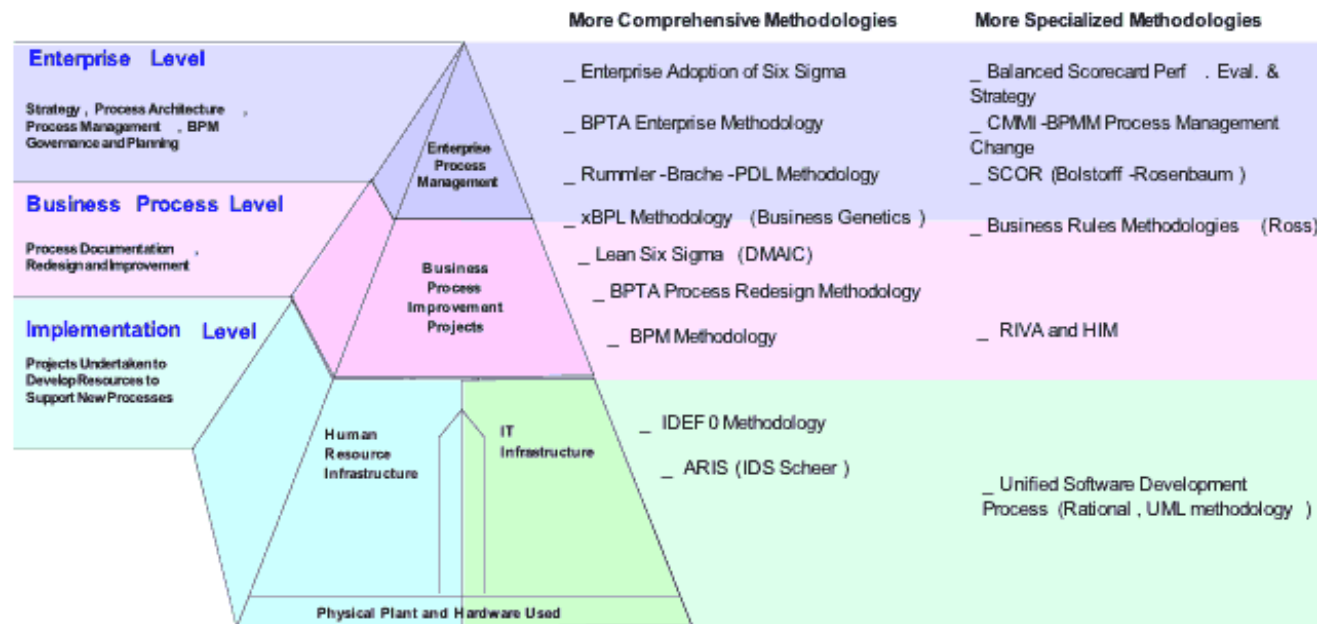 More Comprehensive Methodologies
More Specialized Methodologies
Enterprise Level
Strategy , Process Architecture ,
Process Management , BPM
Governance and Planning
Business Process Level
Process Documentation ,
Redesign and Improvement
Implementation Level
Projects Undertaken to
Develop Resources to
Support New Processes
Enterprise
Process
Management
Business
Process
Improvement
Projects
Human
Resource
Infrastructure
IT
Infrastructure
Physical Plant and Hardware Used
_ Enterprise Adoption of Six Sigma
_ BPTA Enterprise Methodology
_ Rummler -Brache -PDL Methodology
_ xBPL Methodology (Business Genetics )
_ Lean Six Sigma (DMAIC)
_ BPTA Process Redesign Methodology
_ BPM Methodology
_ IDEF 0 Methodology
_ ARIS (IDS Scheer )
_ Balanced Scorecard Perf . Eval. &
Strategy
_ CMMI -BPMM Process Management
Change
_ SCOR (Bolstorff -Rosenbaum )
_ Business Rules Methodologies (Ross)
_ RIVA and HIM
_ Unified Software Development
Process (Rational , UML methodology )